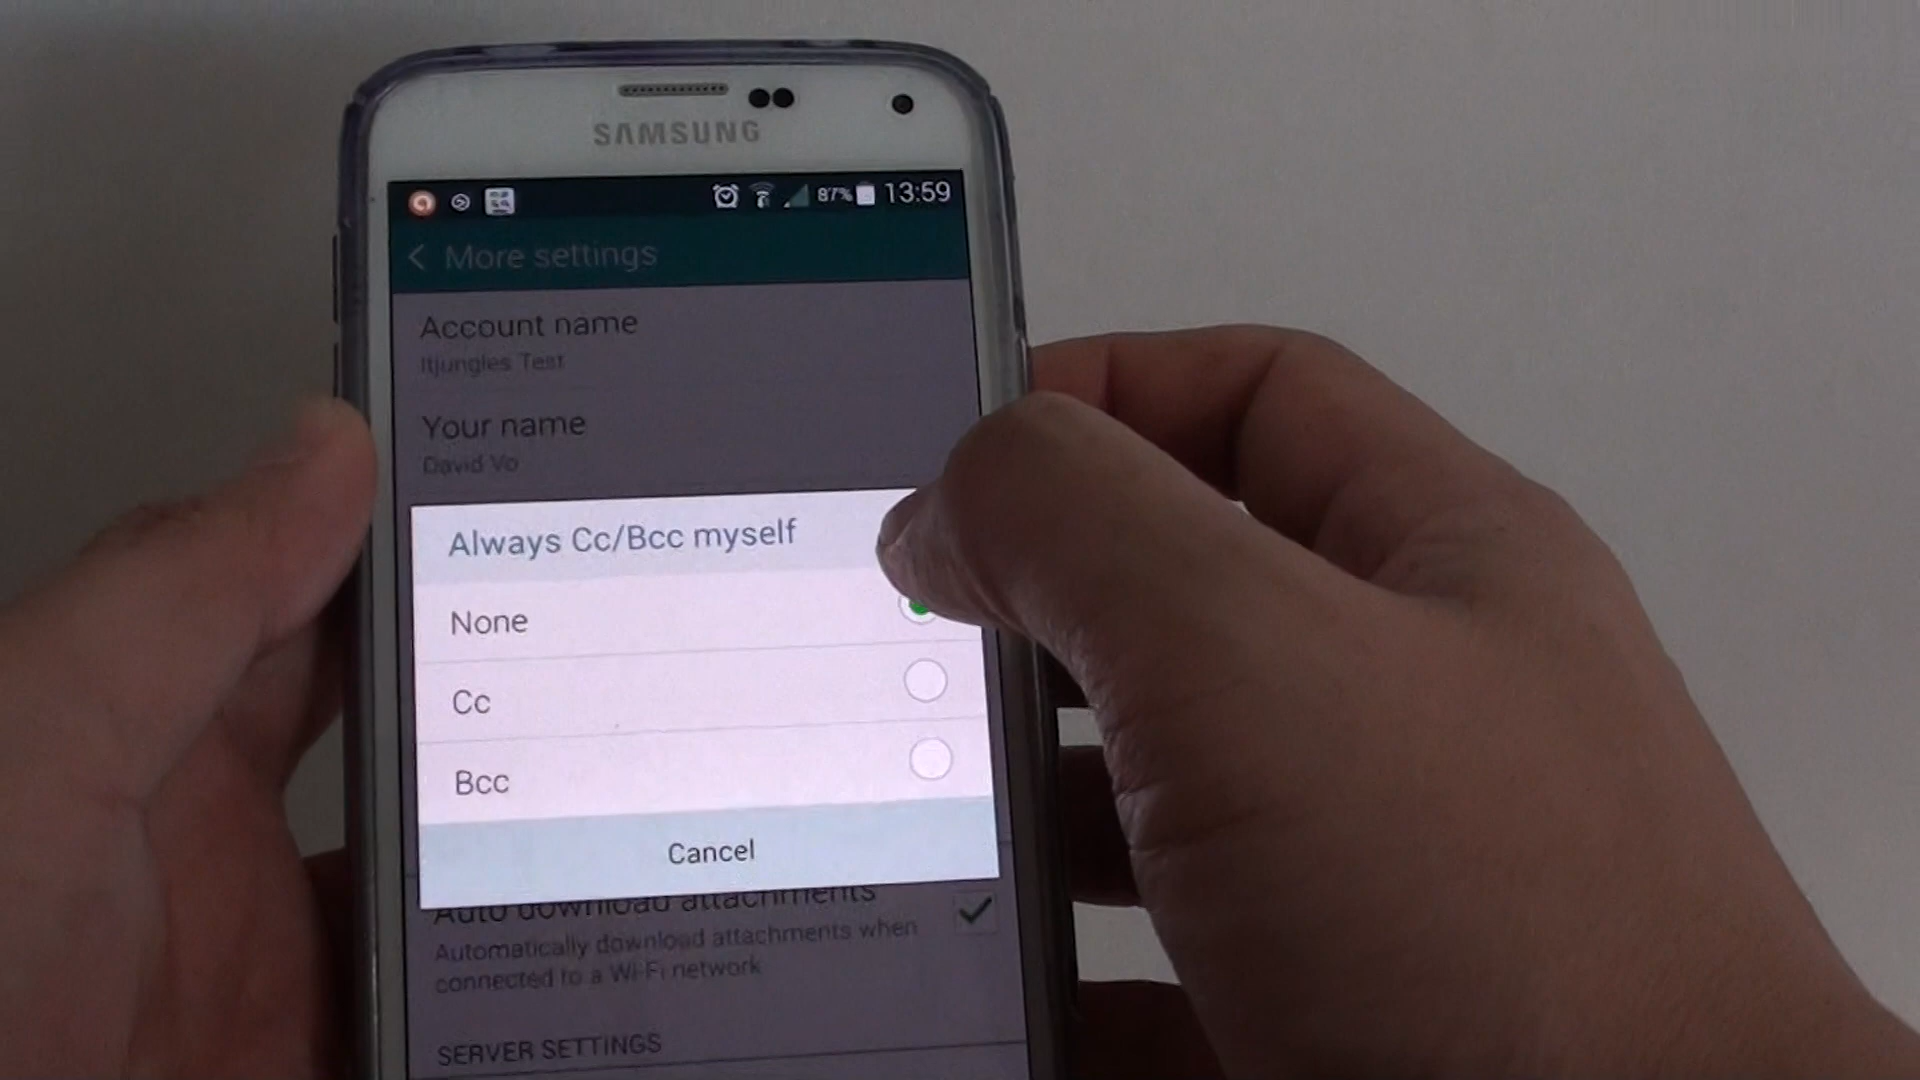 SAMSUNG
87% 13:59
More settings
Account name
Itjungles Test
Your name
David Vo
Always Cc/Bcc myself
None
Cc
Bcc
Cancel
Auto download attachments
Automatically download attachments when
connected to a Wi-Fi network
SERVER SETTINGS